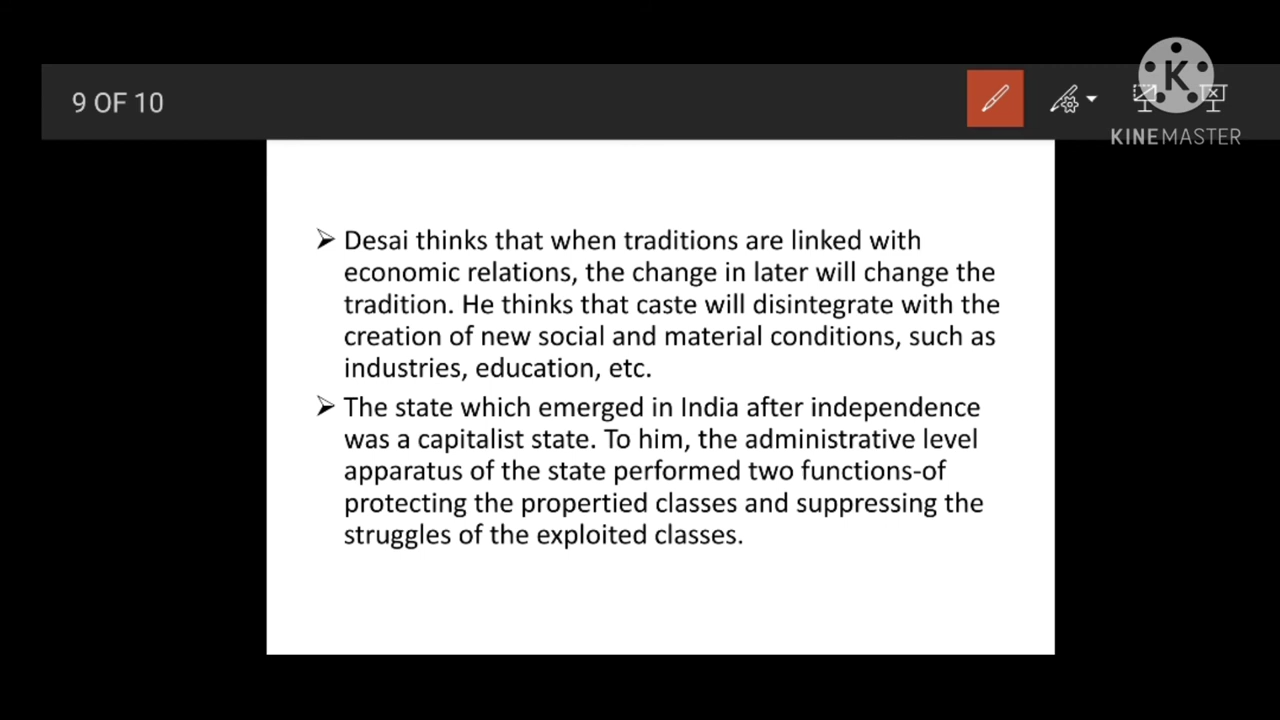 9 OF 10
K
KINEMASTER
➢ Desai thinks that when traditions are linked with
economic relations, the change in later will change the
tradition. He thinks that caste will disintegrate with the
creation of new social and material conditions, such as
industries, education, etc.
➢ The state which emerged in India after independence
was a capitalist state. To him, the administrative level
apparatus of the state performed two functions-of
protecting the propertied classes and suppressing the
struggles of the exploited classes.